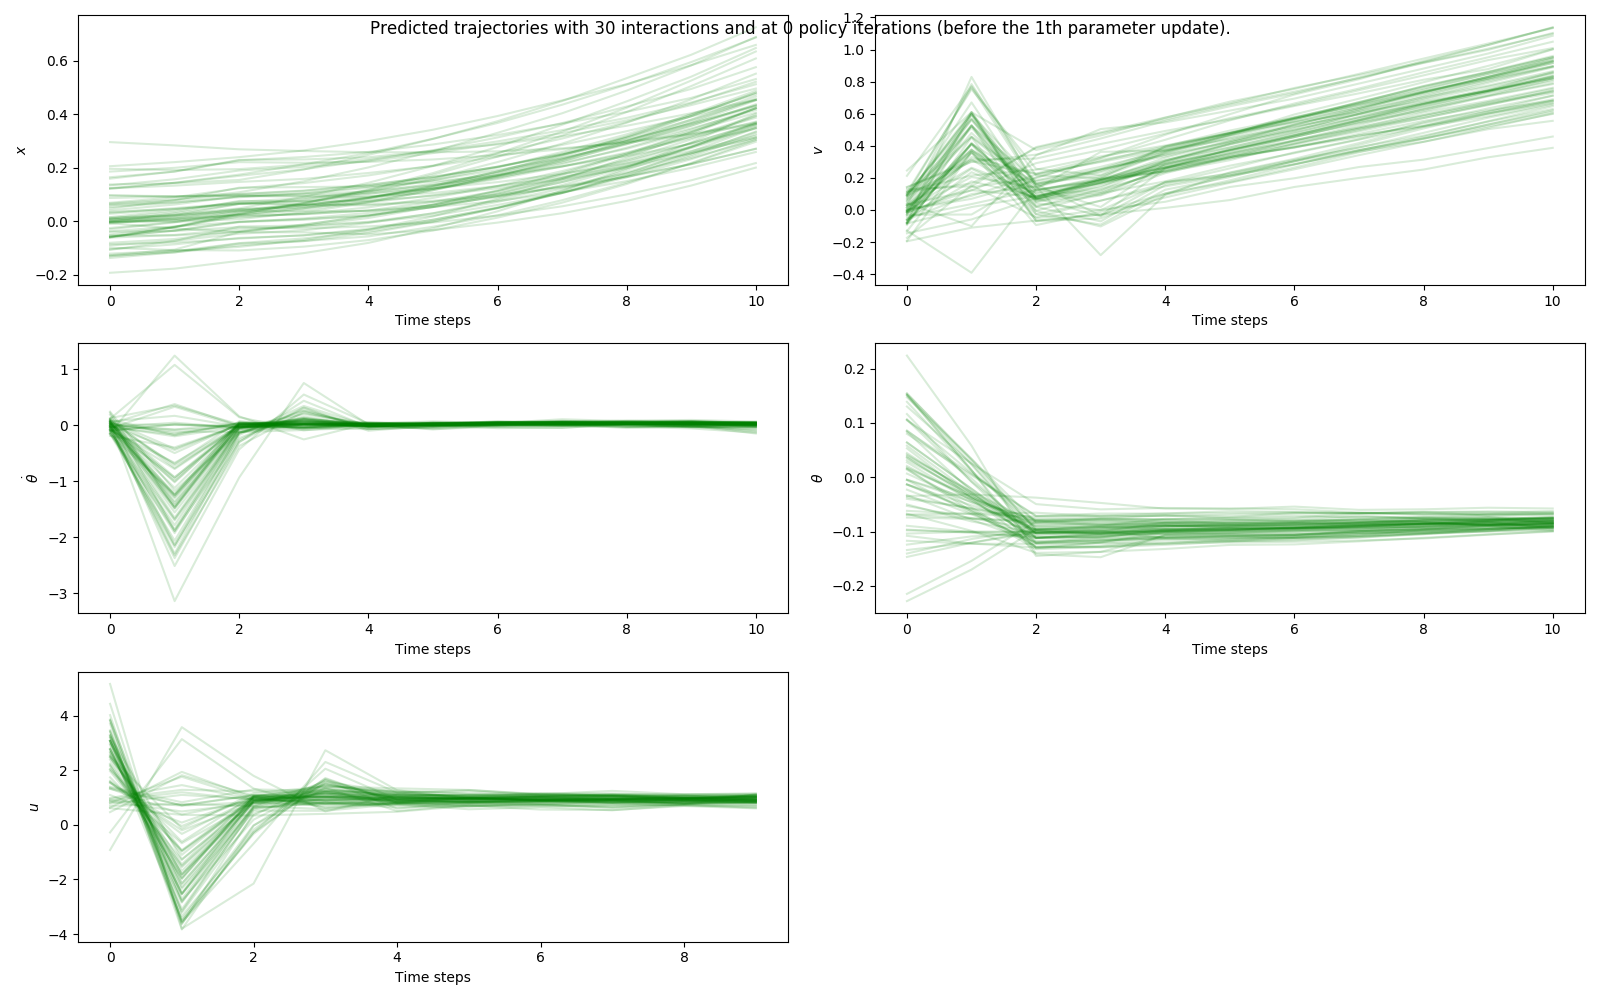 Predicted trajectories with 30 interactions and at 0 policy iterations (before the 1th parameter update).
0.6
0.4
0.2
0.0
−0.2
x
0 2 4 6 8 10
Time steps
1.2
1.0
0.8
0.6
0.4
0.2
0.0
−0.2
−0.4
v
0 2 4 6 8 10
Time steps
1
0
−1
−2
−3
θ̇
0 2 4 6 8 10
Time steps
0.2
0.1
0.0
−0.1
−0.2
θ
0 2 4 6 8 10
Time steps
4
2
0
−2
−4
u
0 2 4 6 8
Time steps